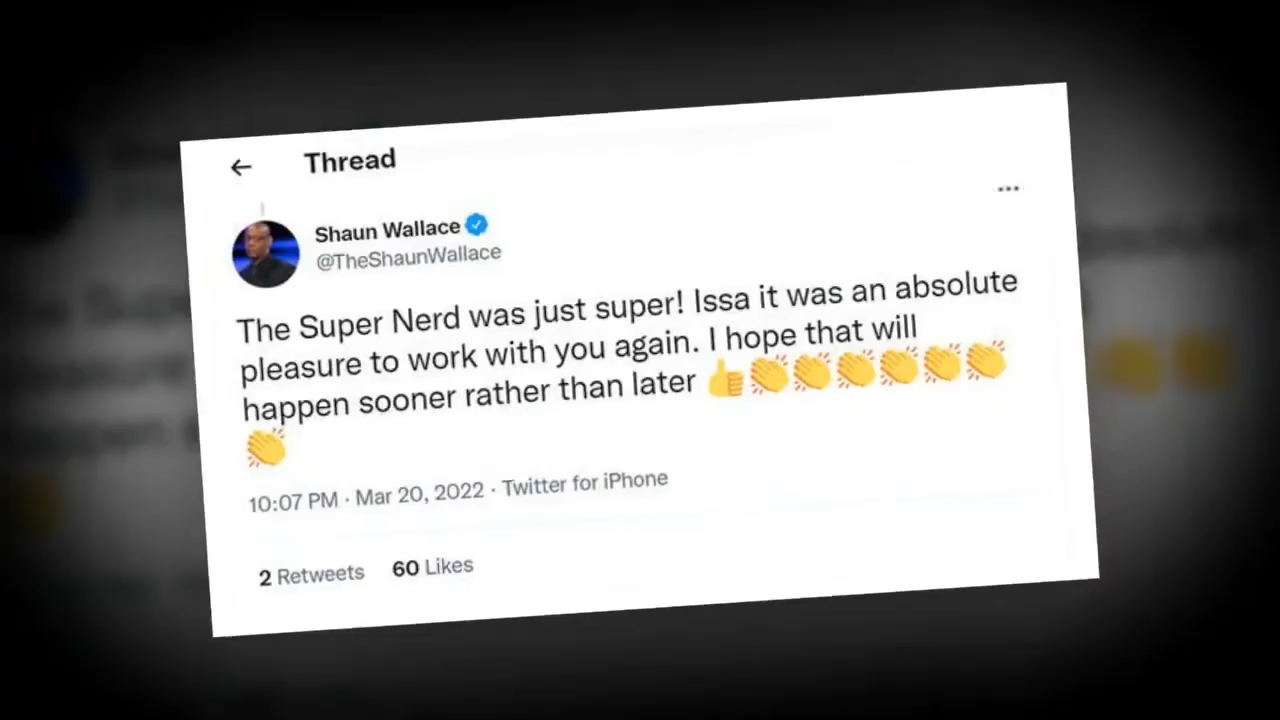 ← Thread
...
Shaun Wallace
@TheShaunWallace
The Super Nerd was just super! Issa it was an absolute
pleasure to work with you again. I hope that will
happen sooner rather than later 👍👏👏👏👏👏👏
👏
10:07 PM · Mar 20, 2022 · Twitter for iPhone
2 Retweets 60 Likes